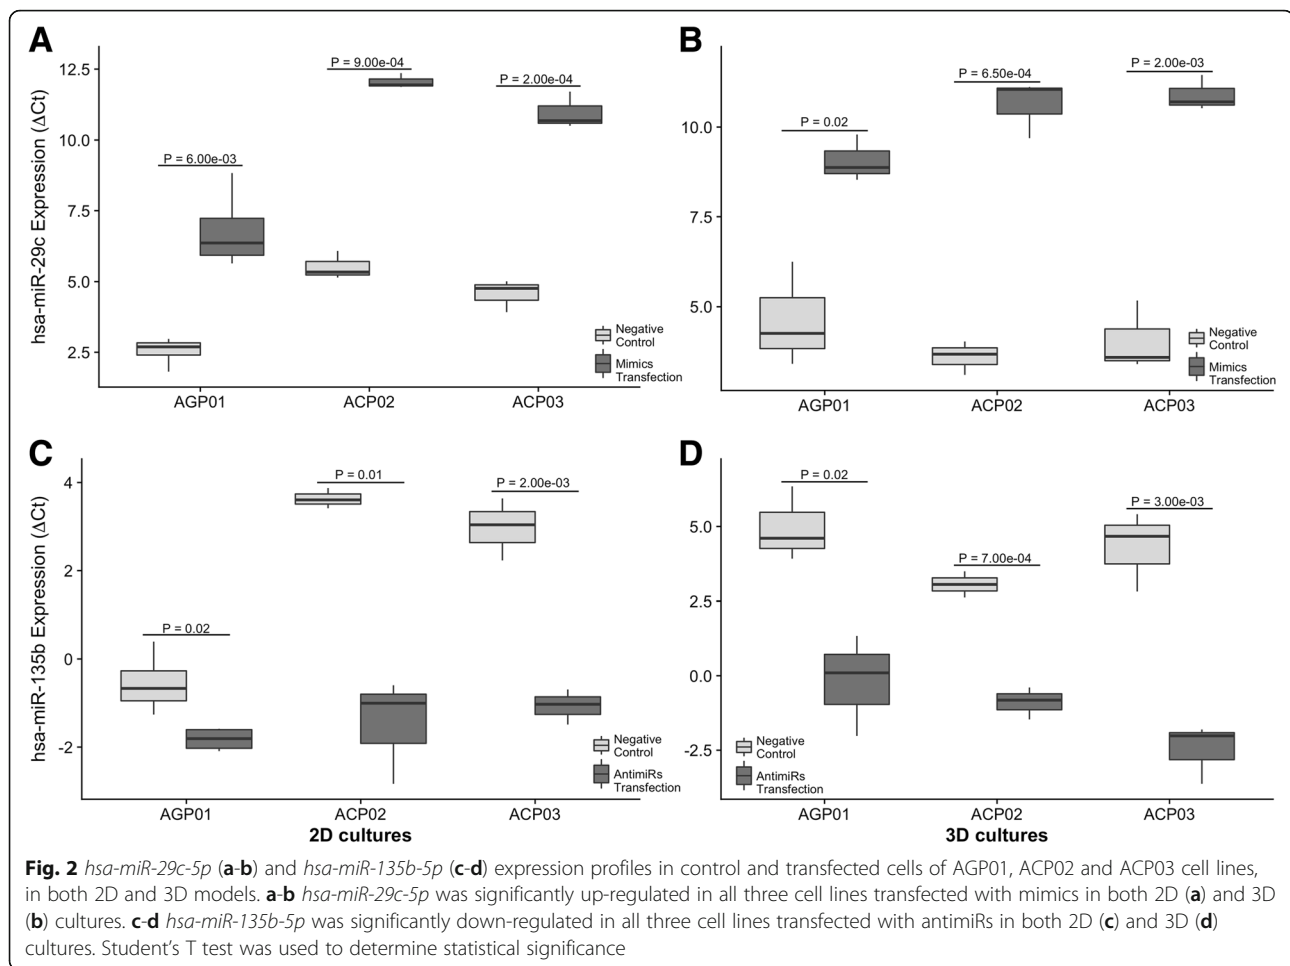 A
hsa-miR-29c Expression (ΔCt)
12.5
10.0
7.5
5.0
2.5
P = 6.00e-03
P = 9.00e-04
P = 2.00e-04
Negative
Control
Mimics
Transfection
AGP01
ACP02
ACP03
B
10.0
7.5
5.0
P = 0.02
P = 6.50e-04
P = 2.00e-03
Negative
Control
Mimics
Transfection
AGP01
ACP02
ACP03
C
hsa-miR-135b Expression (ΔCt)
4
2
0
-2
P = 0.02
P = 0.01
P = 2.00e-03
Negative
Control
AntimiRs
Transfection
AGP01
ACP02
ACP03
2D cultures
D
5.0
2.5
0.0
-2.5
P = 0.02
P = 7.00e-04
P = 3.00e-03
Negative
Control
AntimiRs
Transfection
AGP01
ACP02
ACP03
3D cultures
Fig. 2 hsa-miR-29c-5p (a-b) and hsa-miR-135b-5p (c-d) expression profiles in control and transfected cells of AGP01, ACP02 and ACP03 cell lines,
in both 2D and 3D models. a-b hsa-miR-29c-5p was significantly up-regulated in all three cell lines transfected with mimics in both 2D (a) and 3D
(b) cultures. c-d hsa-miR-135b-5p was significantly down-regulated in all three cell lines transfected with antimiRs in both 2D (c) and 3D (d)
cultures. Student's T test was used to determine statistical significance